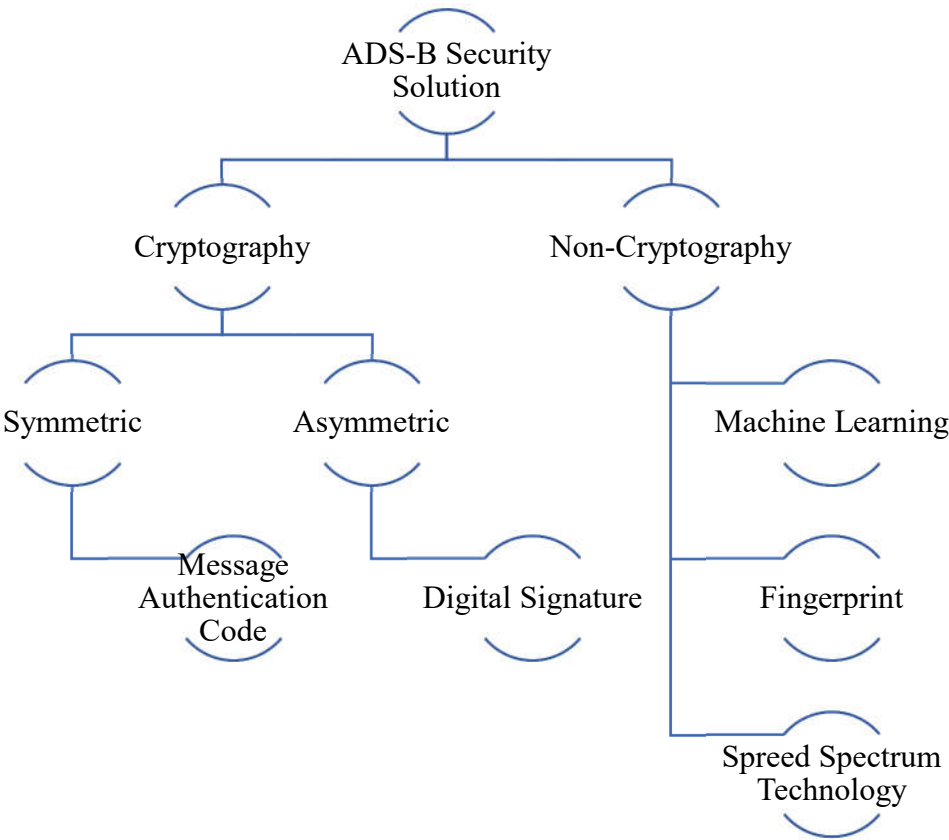 ADS-B Security
Solution
Cryptography
Non-Cryptography
Symmetric
Asymmetric
Machine Learning
Message
Authentication
Code
Digital Signature
Fingerprint
Spreed Spectrum
Technology